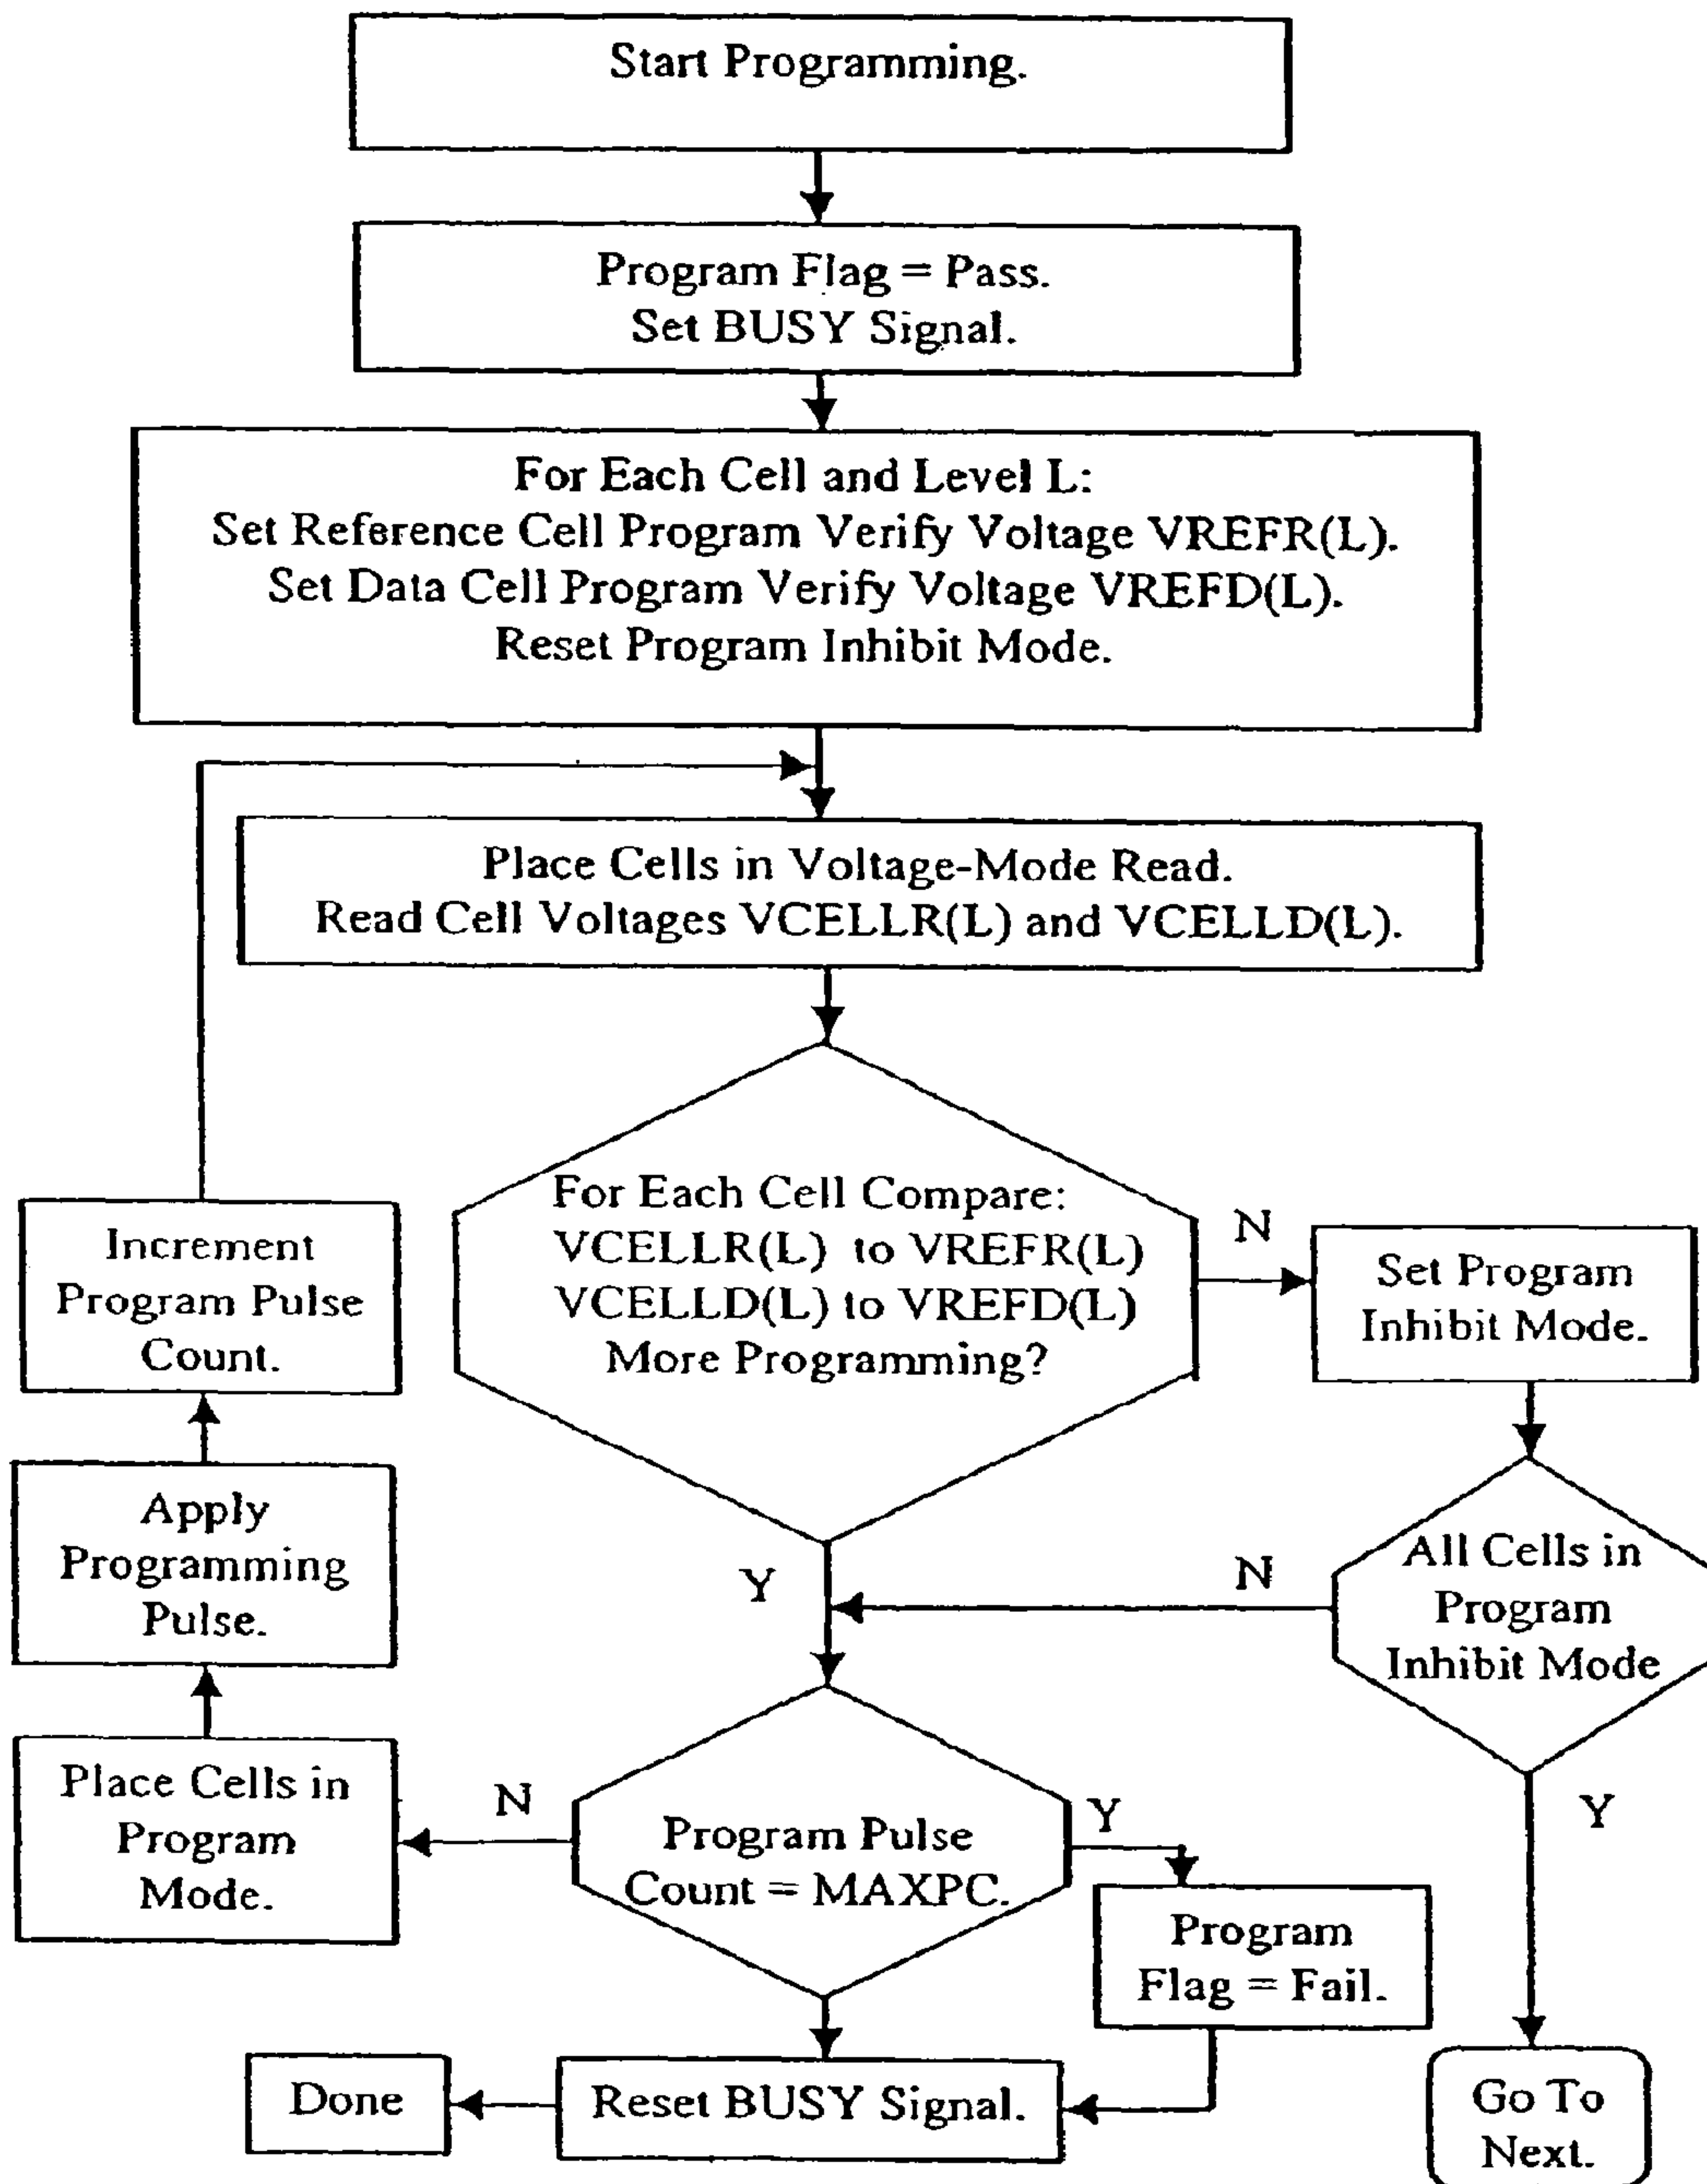 Start Programming.
Program Flag = Pass.
Set BUSY Signal.
For Each Cell and Level L:
Set Reference Cell Program Verify Voltage VREFR(L).
Set Data Cell Program Verify Voltage VREFD(L).
Reset Program Inhibit Mode.
Place Cells in Voltage-Mode Read.
Read Cell Voltages VCELLR(L) and VCELLD(L).
For Each Cell Compare:
VCELLR(L) to VREFR(L)
VCELLD(L) to VREFD(L)
More Programming?
N
Set Program
Inhibit Mode.
Increment
Program Pulse
Count.
Apply
Programming
Pulse.
Y
N
All Cells in
Program
Inhibit Mode
Place Cells in
Program
Mode.
N
Program Pulse
Count = MAXPC.
Y
Y
Program
Flag = Fail.
Done
Reset BUSY Signal.
Go To
Next.